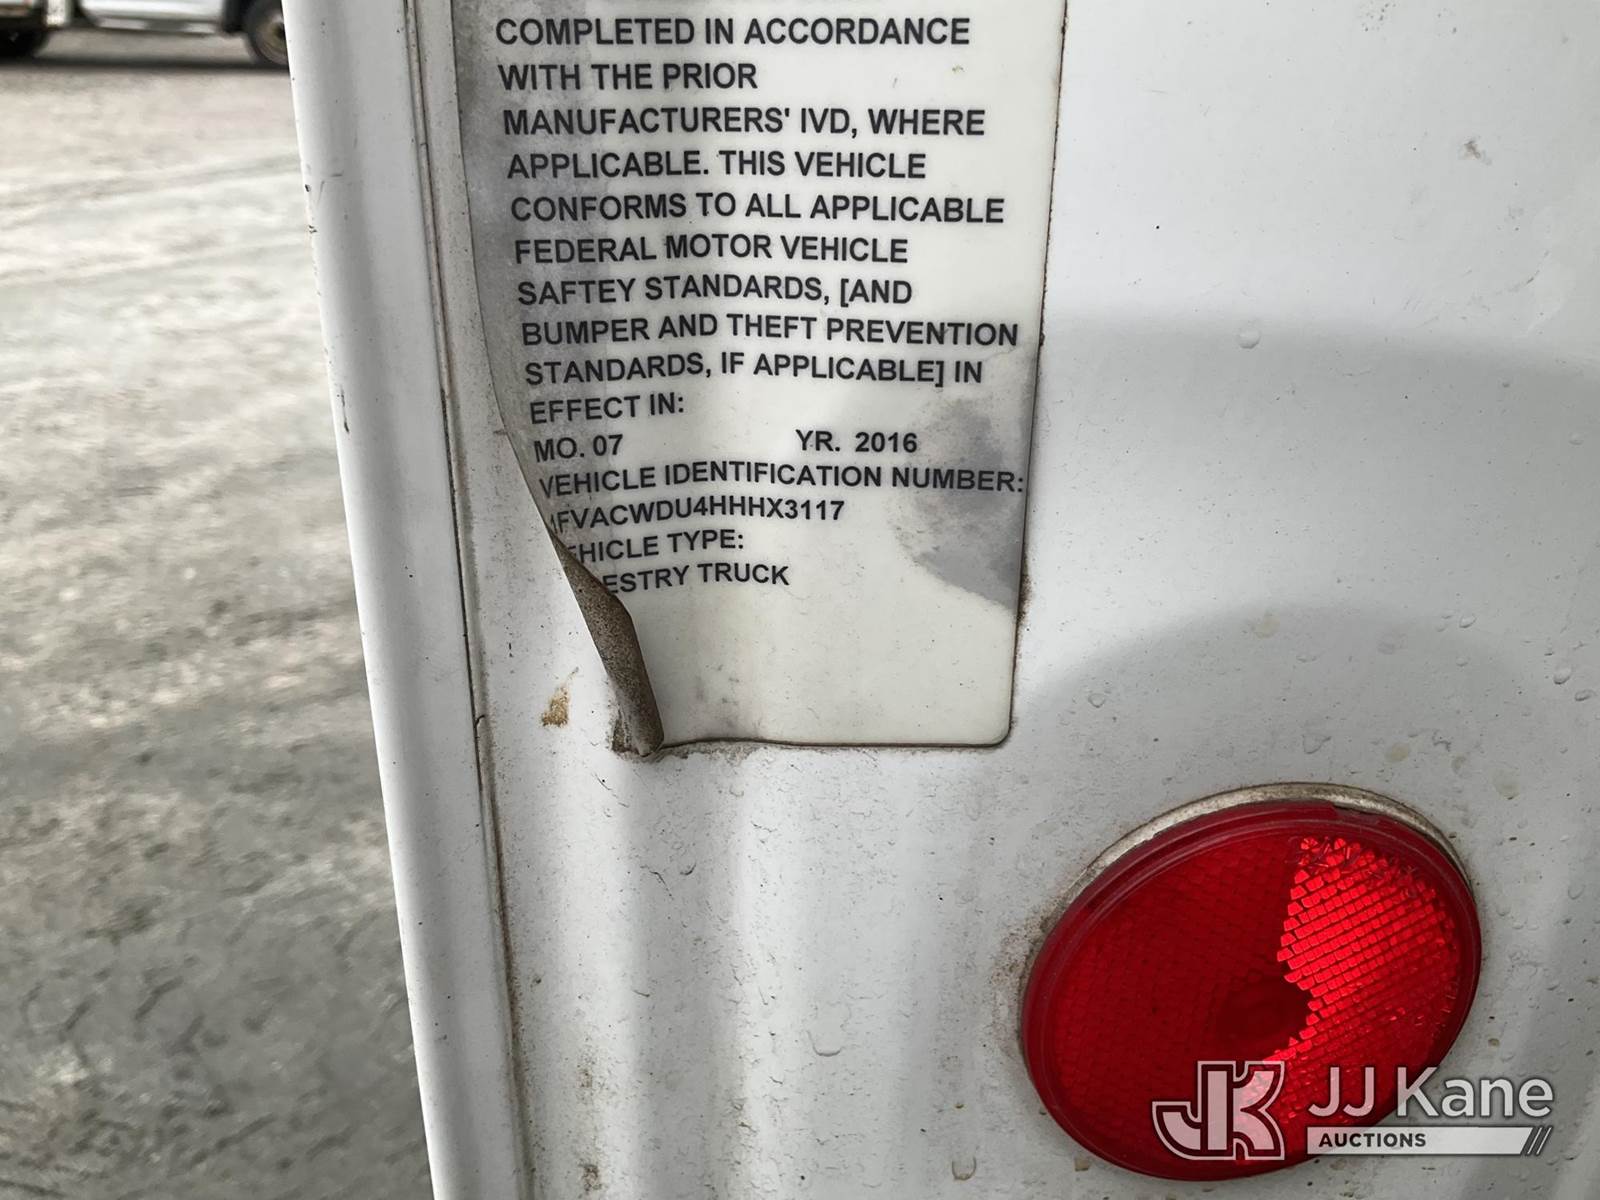 COMPLETED IN ACCORDANCE
WITH THE PRIOR
MANUFACTURERS' IVD, WHERE
APPLICABLE. THIS VEHICLE
CONFORMS TO ALL APPLICABLE
FEDERAL MOTOR VEHICLE
SAFTEY STANDARDS, [AND
BUMPER AND THEFT PREVENTION
STANDARDS, IF APPLICABLE] IN
EFFECT IN:
MO. 07 YR. 2016
VEHICLE IDENTIFICATION NUMBER:
FVACWDU4HHHX3117
EHICLE TYPE:
ESTRY TRUCK
JK JJ Kane
AUCTIONS